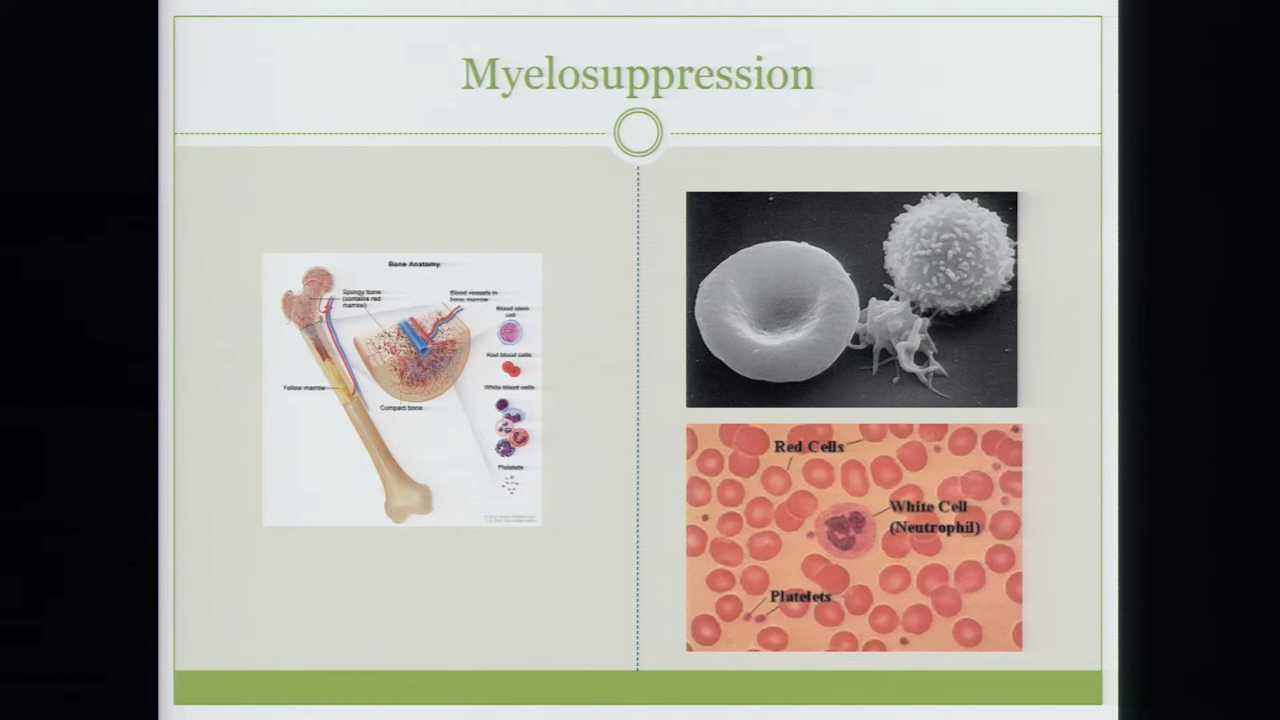 Myelosuppression
Bone Anatomy
Spongy bone
(contains red
marrow)
Blood vessels in
bone marrow
Blood stem
cell
Red blood cells
White blood cells
Yellow marrow
Compact bone
Platelets
Red Cells
White Cell
(Neutrophil)
Platelets